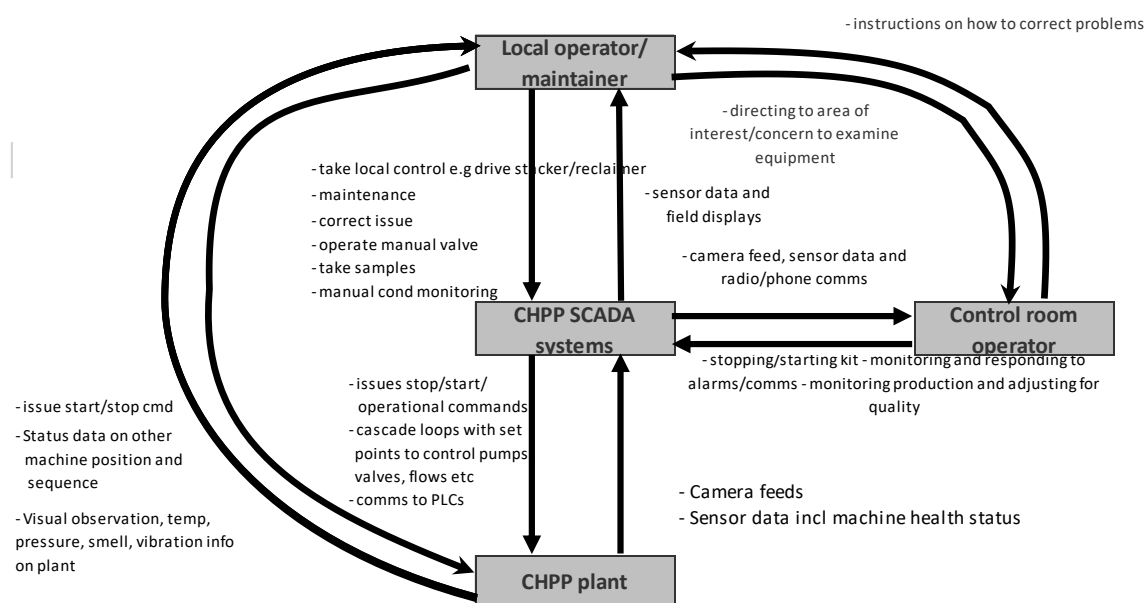 - instructions on how to correct problems
Local operator/
maintainer
- directing to area of
interest/concern to examine
equipment
- take local control e.g drive stacker/reclaimer
- maintenance
- correct issue
- operate manual valve
- take samples
- manual cond monitoring
- sensor data and
field displays
- camera feed, sensor data and
radio/phone comms
CHPP SCADA
systems
Control room
operator
- stopping/starting kit - monitoring and responding to
alarms/comms - monitoring production and adjusting for
quality
- issues stop/start/
operational commands
- cascade loops with set
points to control pumps
valves, flows etc
- comms to PLCs
- issue start/stop cmd
- Status data on other
machine position and
sequence
- Visual observation, temp,
pressure, smell, vibration info
on plant
- Camera feeds
- Sensor data incl machine health status
CHPP plant